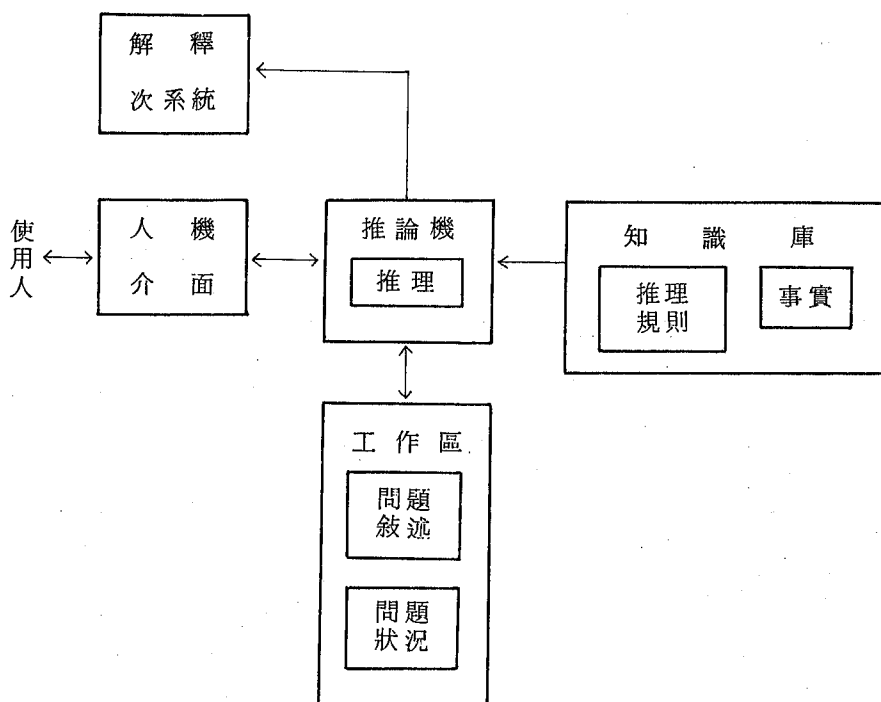 解釋
次系統
使用人
人機
介面
推論機
推理
知識庫
推理
規則
事實
工作區
問題
敘述
問題
狀況